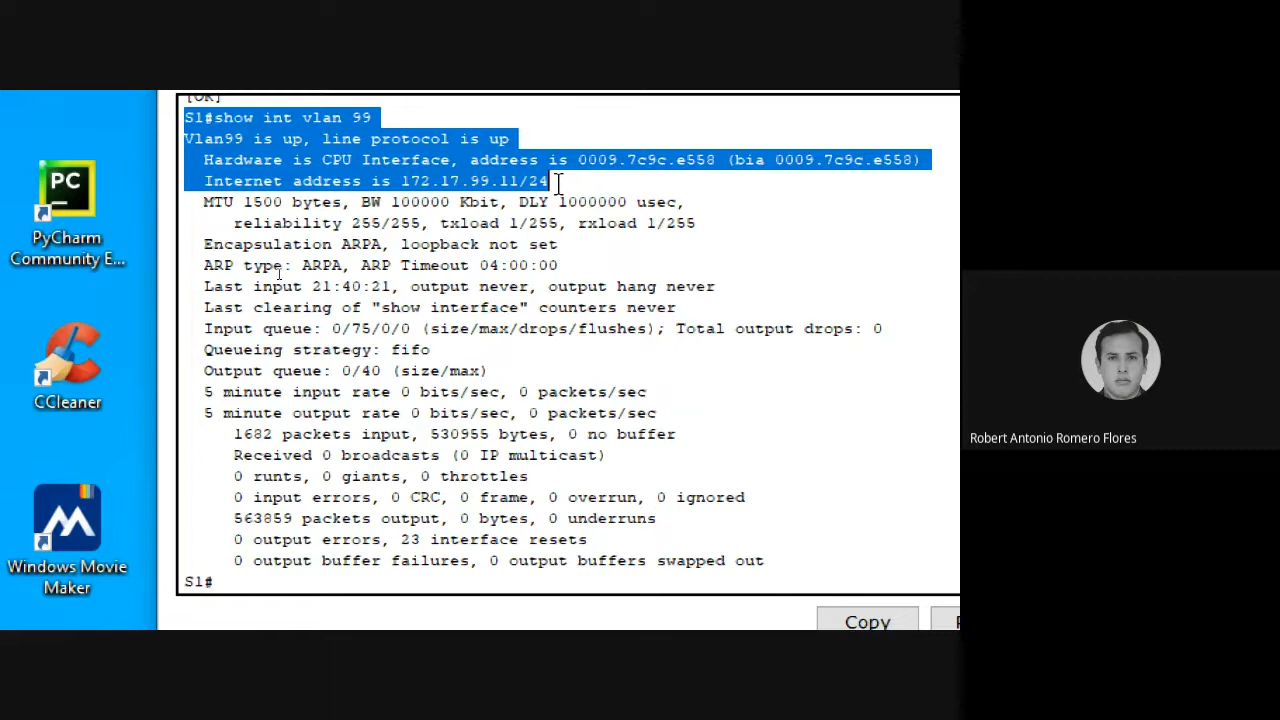 [OK]
S1#show int vlan 99
Vlan99 is up, line protocol is up
Hardware is CPU Interface, address is 0009.7c9c.e558 (bia 0009.7c9c.e558)
Internet address is 172.17.99.11/24
MTU 1500 bytes, BW 100000 Kbit, DLY 1000000 usec,
reliability 255/255, txload 1/255, rxload 1/255
Encapsulation ARPA, loopback not set
ARP type: ARPA, ARP Timeout 04:00:00
Last input 21:40:21, output never, output hang never
Last clearing of "show interface" counters never
Input queue: 0/75/0/0 (size/max/drops/flushes); Total output drops: 0
Queueing strategy: fifo
Output queue: 0/40 (size/max)
5 minute input rate 0 bits/sec, 0 packets/sec
5 minute output rate 0 bits/sec, 0 packets/sec
1682 packets input, 530955 bytes, 0 no buffer
Received 0 broadcasts (0 IP multicast)
0 runts, 0 giants, 0 throttles
0 input errors, 0 CRC, 0 frame, 0 overrun, 0 ignored
563859 packets output, 0 bytes, 0 underruns
0 output errors, 23 interface resets
0 output buffer failures, 0 output buffers swapped out
S1#
Copy
PC
PyCharm
Community E...
CCleaner
Windows Movie
Maker
Robert Antonio Romero Flores